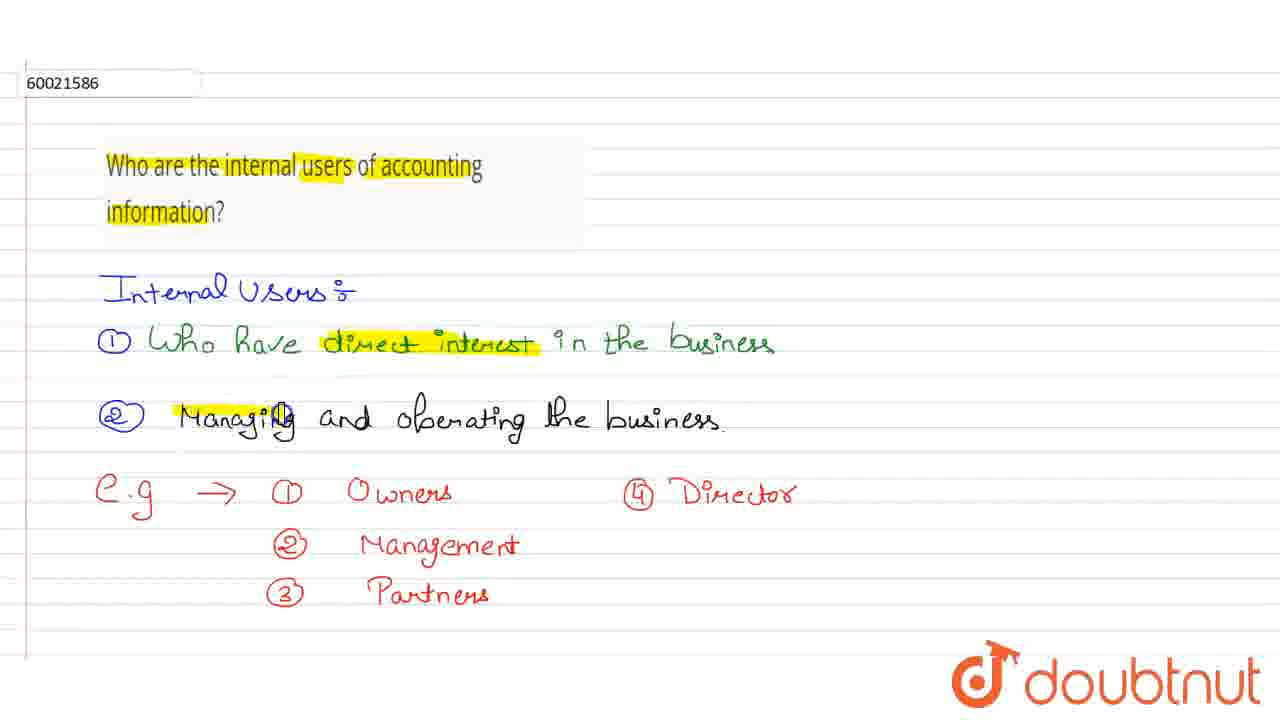 60021586
Who are the internal users of accounting
information?
Internal Users :-
① Who have direct interest in the business
② Managing and operating the business.
e.g → ① Owners ④ Director
② Management
③ Partners
doubtnut